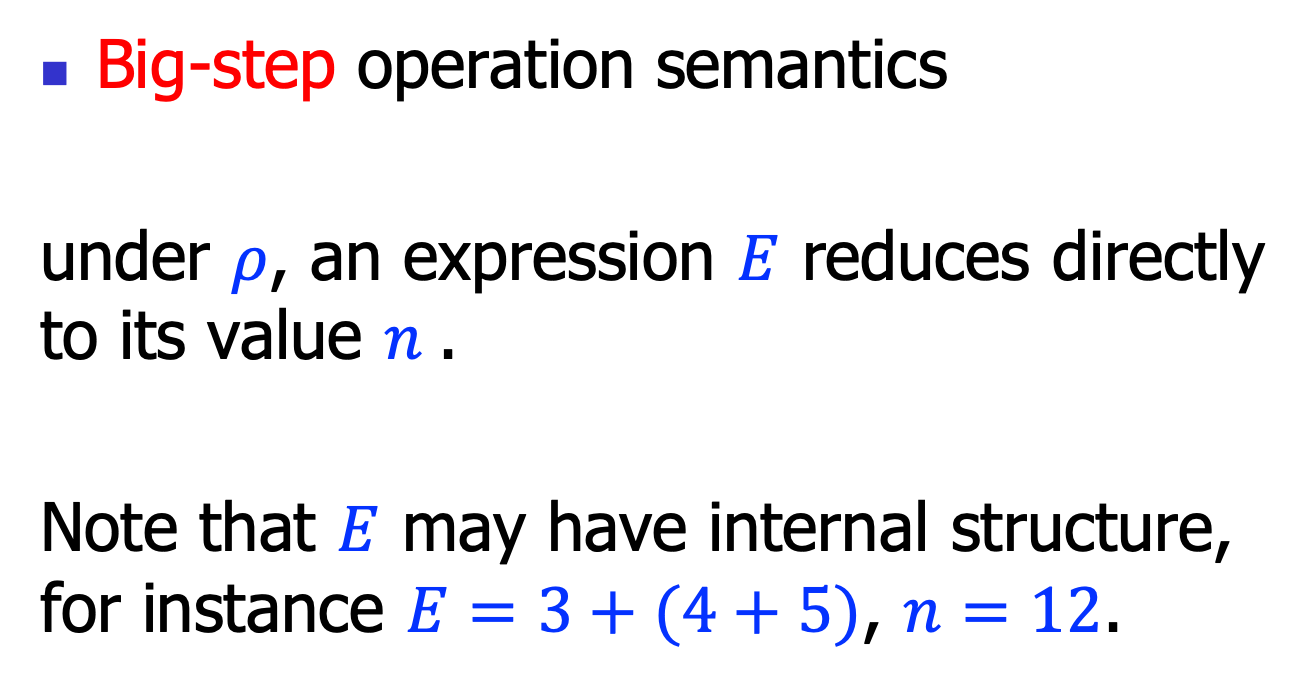 ▪ Big-step operation semantics
under ρ, an expression E reduces directly
to its value n .
Note that E may have internal structure,
for instance E = 3 + (4 + 5), n = 12.